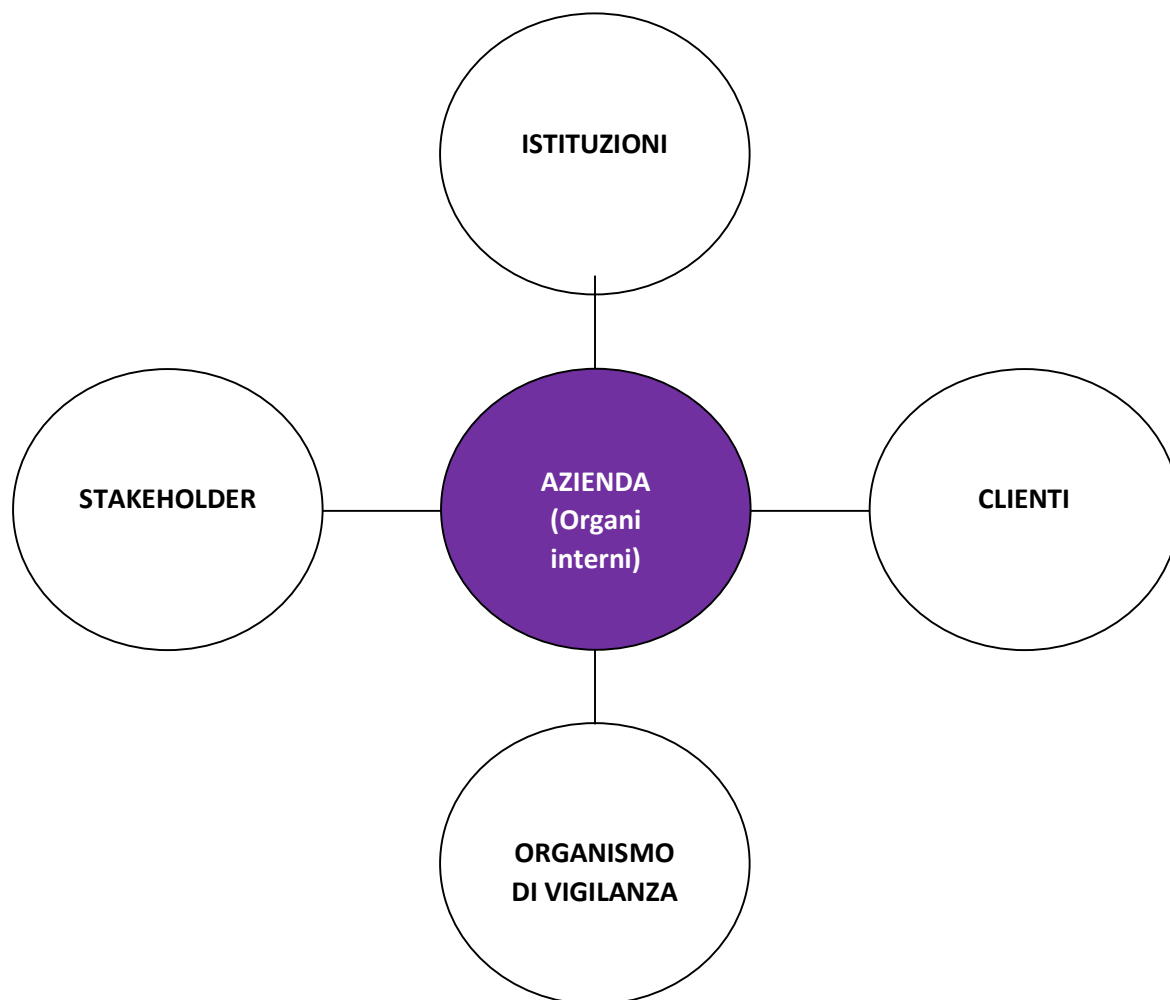 ISTITUZIONI
STAKEHOLDER
AZIENDA
(Organi
interni)
CLIENTI
ORGANISMO
DI VIGILANZA